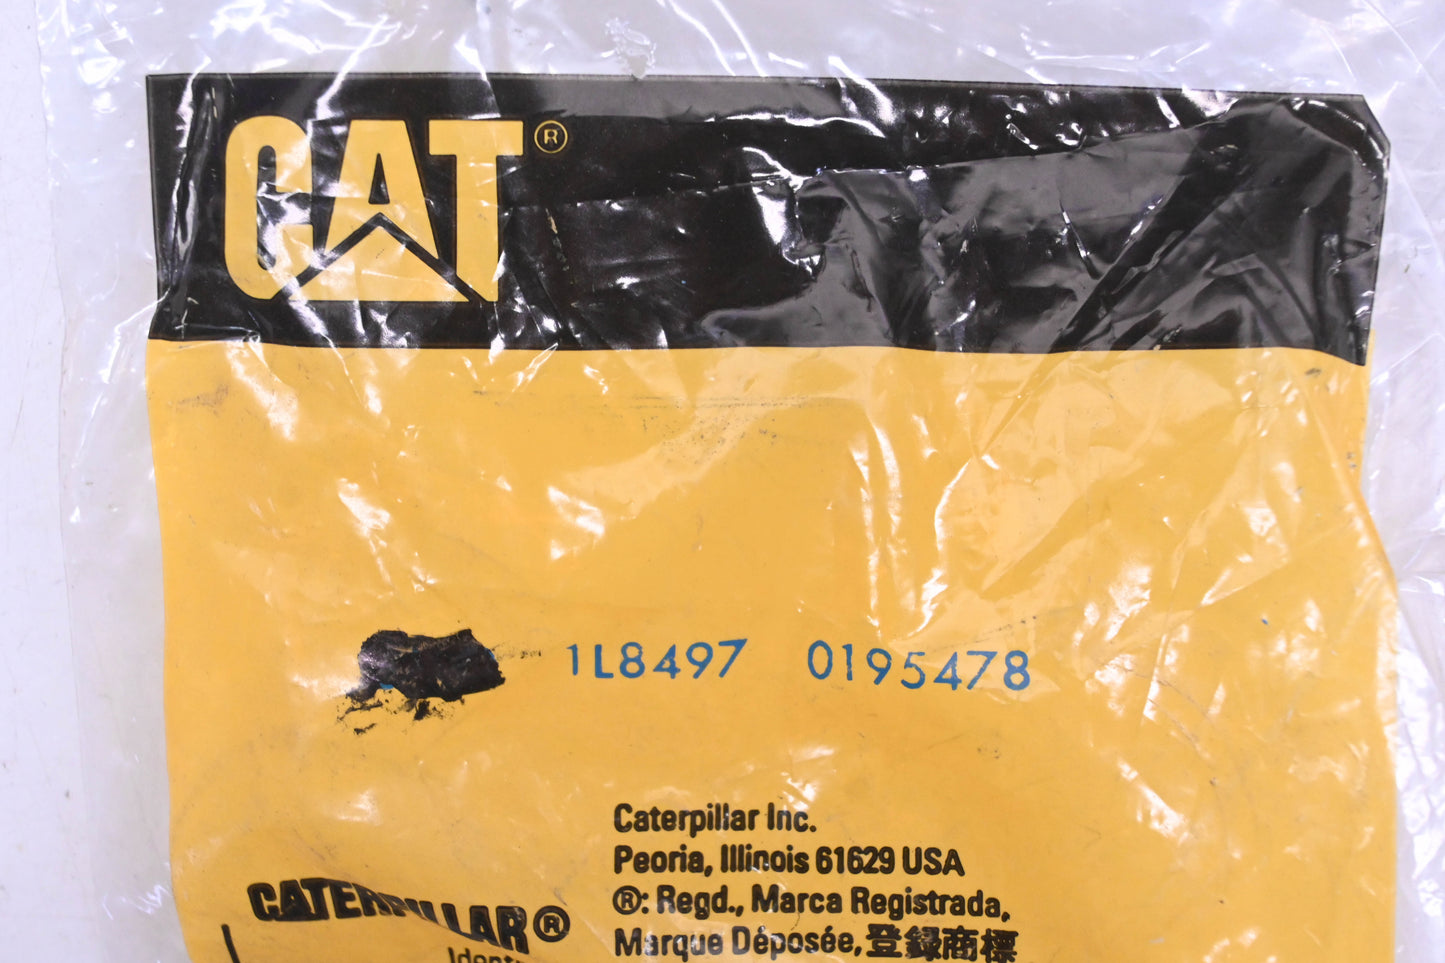 CAT®
1L8497 0195478
Caterpillar Inc.
Peoria, Illinois 61629 USA
®: Regd., Marca Registrada,
Marque Déposée, 登録商標
CATERPILLAR®